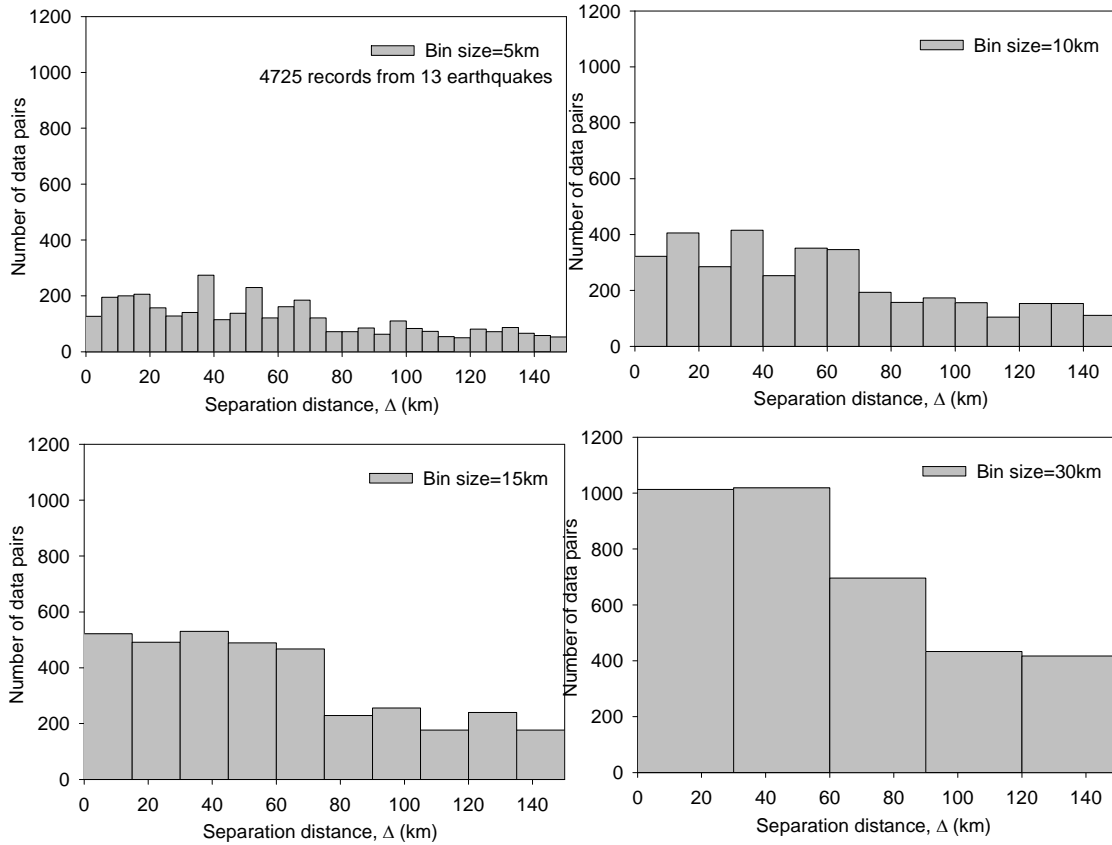 1200
1000
800
600
400
200
0
Number of data pairs
Bin size=5km
4725 records from 13 earthquakes
0 20 40 60 80 100 120 140
Separation distance, Δ (km)
1200
1000
800
600
400
200
0
Number of data pairs
Bin size=10km
0 20 40 60 80 100 120 140
Separation distance, Δ (km)
1200
1000
800
600
400
200
0
Number of data pairs
Bin size=15km
0 20 40 60 80 100 120 140
Separation distance, Δ (km)
1200
1000
800
600
400
200
0
Number of data pairs
Bin size=30km
0 20 40 60 80 100 120 140
Separation distance, Δ (km)